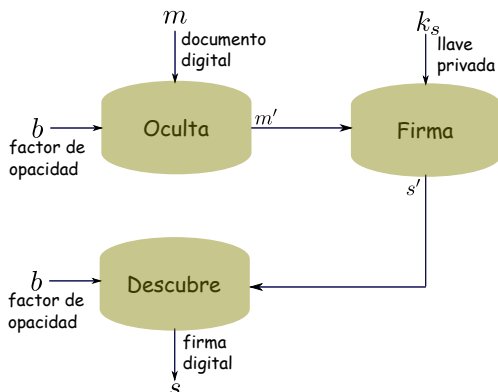 m
documento
digital
k_s
llave
privada
b
factor de
opacidad
Oculta
m'
Firma
s'
b
factor de
opacidad
Descubre
firma
digital
s